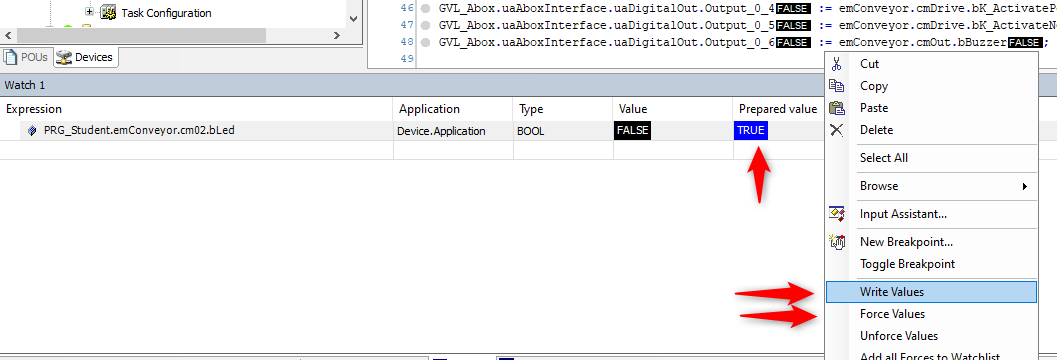 Task Configuration
POUs Devices
46 GVL_Abox.uaAboxInterface.uaDigitalOut.Output_0_4 FALSE := emConveyor.cmDrive.bK_ActivatePo
47 GVL_Abox.uaAboxInterface.uaDigitalOut.Output_0_5 FALSE := emConveyor.cmDrive.bK_ActivateNe
48 GVL_Abox.uaAboxInterface.uaDigitalOut.Output_0_6 FALSE := emConveyor.cmOut.bBuzzer FALSE ;
49
Watch 1
Expression Application Type Value Prepared value
PRG_Student.emConveyor.cm02.bLed Device.Application BOOL FALSE TRUE
Cut
Copy
Paste
Delete
Select All
Browse
Input Assistant...
New Breakpoint...
Toggle Breakpoint
Write Values
Force Values
Unforce Values
Add all Forces to Watchlist